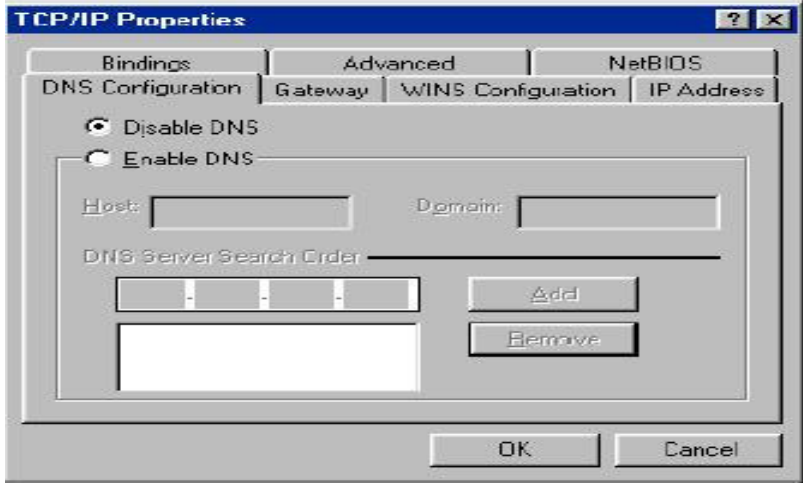 TCP/IP Properties
? ×
Bindings Advanced NetBIOS
DNS Configuration Gateway WINS Configuration IP Address
Disable DNS
Enable DNS
Host: Domain:
DNS Server Search Order
. . .
Add
Remove
OK Cancel